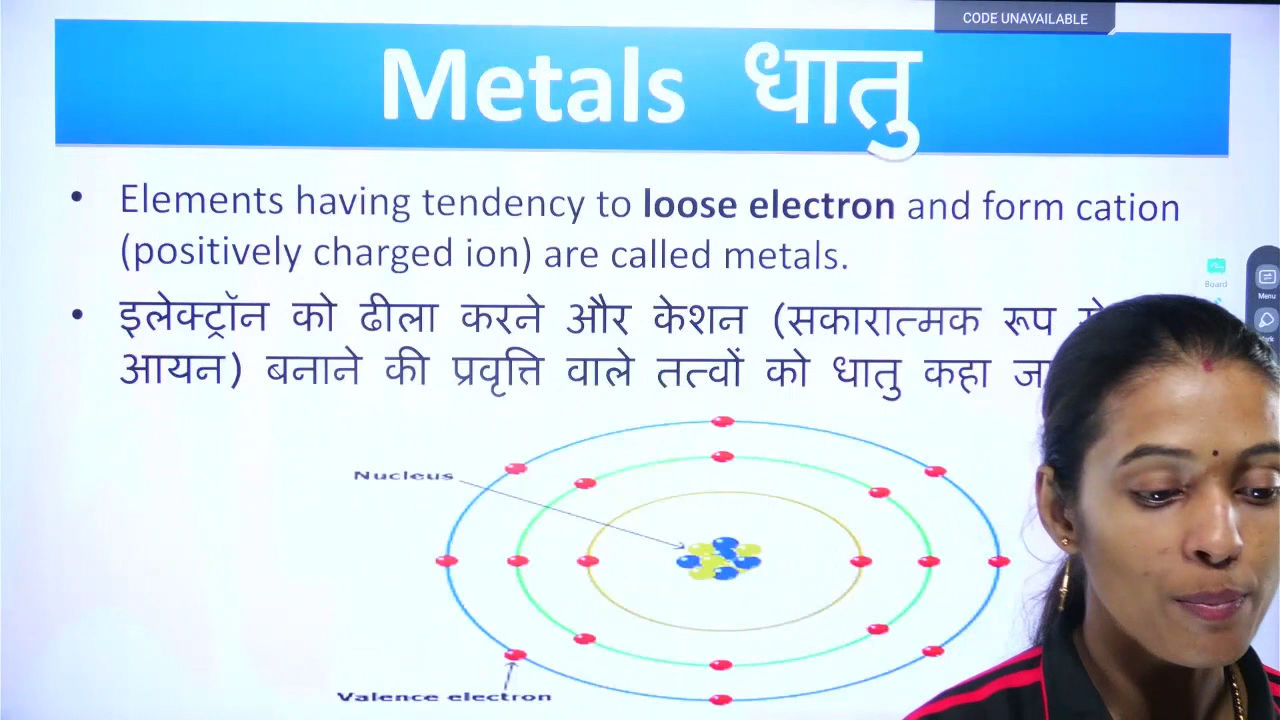 CODE UNAVAILABLE
Metals धातु
• Elements having tendency to loose electron and form cation
(positively charged ion) are called metals.
• इलेक्ट्रॉन को ढीला करने और केशन (सकारात्मक रूप
आयन) बनाने की प्रवृत्ति वाले तत्वों को धातु कहा
Board
Menu
Nucleus
Valence electron